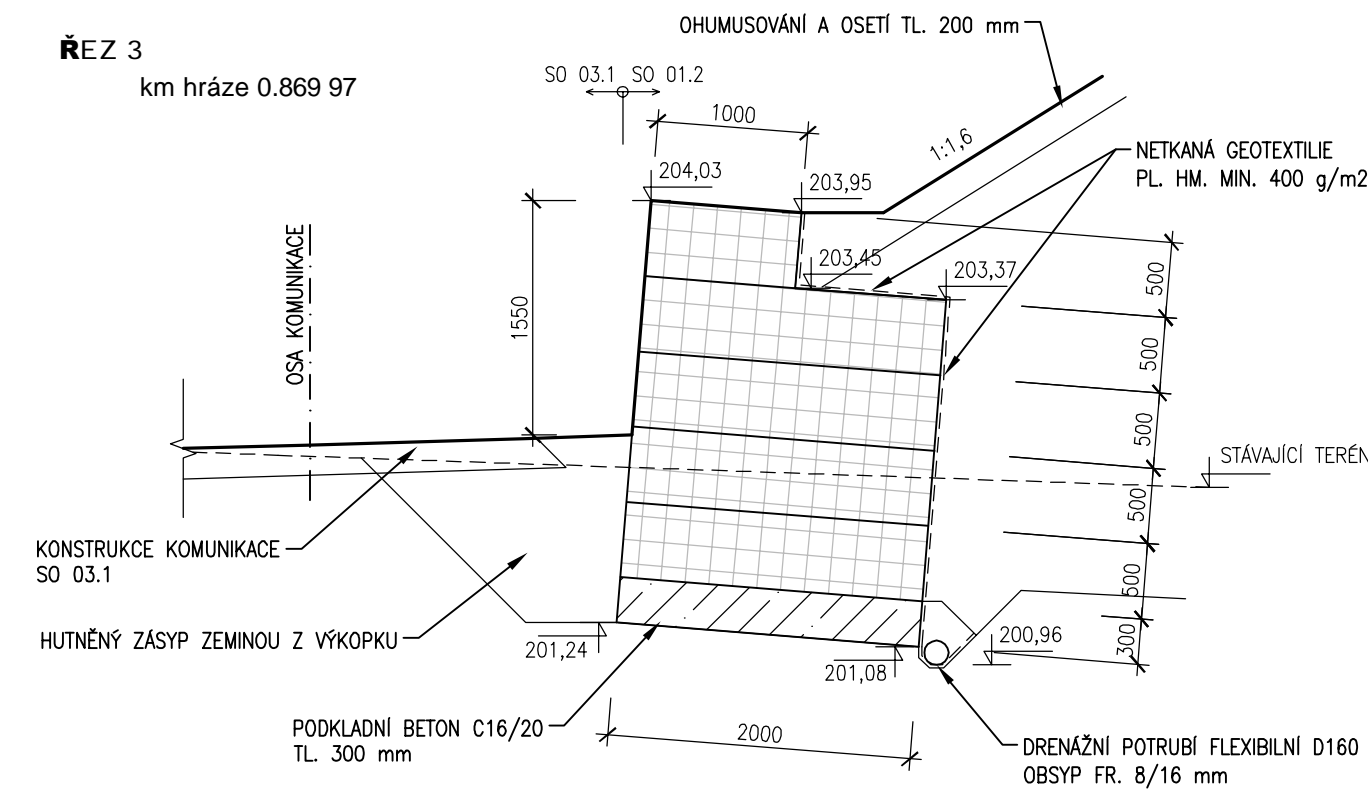 ŘEZ 3
km hráze 0.869 97
OHUMUSOVÁNÍ A OSETÍ TL. 200 mm
SO 03.1 SO 01.2
1000
1:1,6
NETKANÁ GEOTEXTILIE
PL. HM. MIN. 400 g/m2
204,03
203,95
203,45
203,37
OSA KOMUNIKACE
1550
500
500
500
500
500
300
STÁVAJÍCÍ TERÉN
KONSTRUKCE KOMUNIKACE
SO 03.1
HUTNĚNÝ ZÁSYP ZEMINOU Z VÝKOPKU
201,24
201,08
200,96
PODKLADNÍ BETON C16/20
TL. 300 mm
2000
DRENÁŽNÍ POTRUBÍ FLEXIBILNÍ D160
OBSYP FR. 8/16 mm